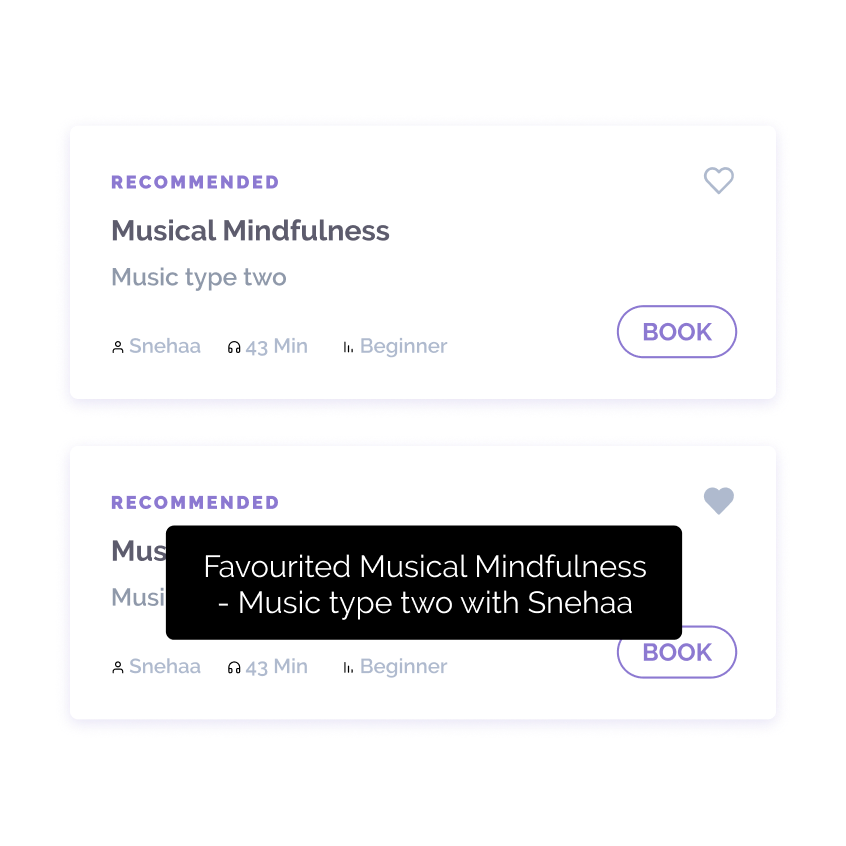 RECOMMENDED
Musical Mindfulness
Music type two
Snehaa 43 Min Beginner
BOOK
RECOMMENDED
Mus
Favourited Musical Mindfulness
- Music type two with Snehaa
Musi
BOOK
Snehaa 43 Min Beginner